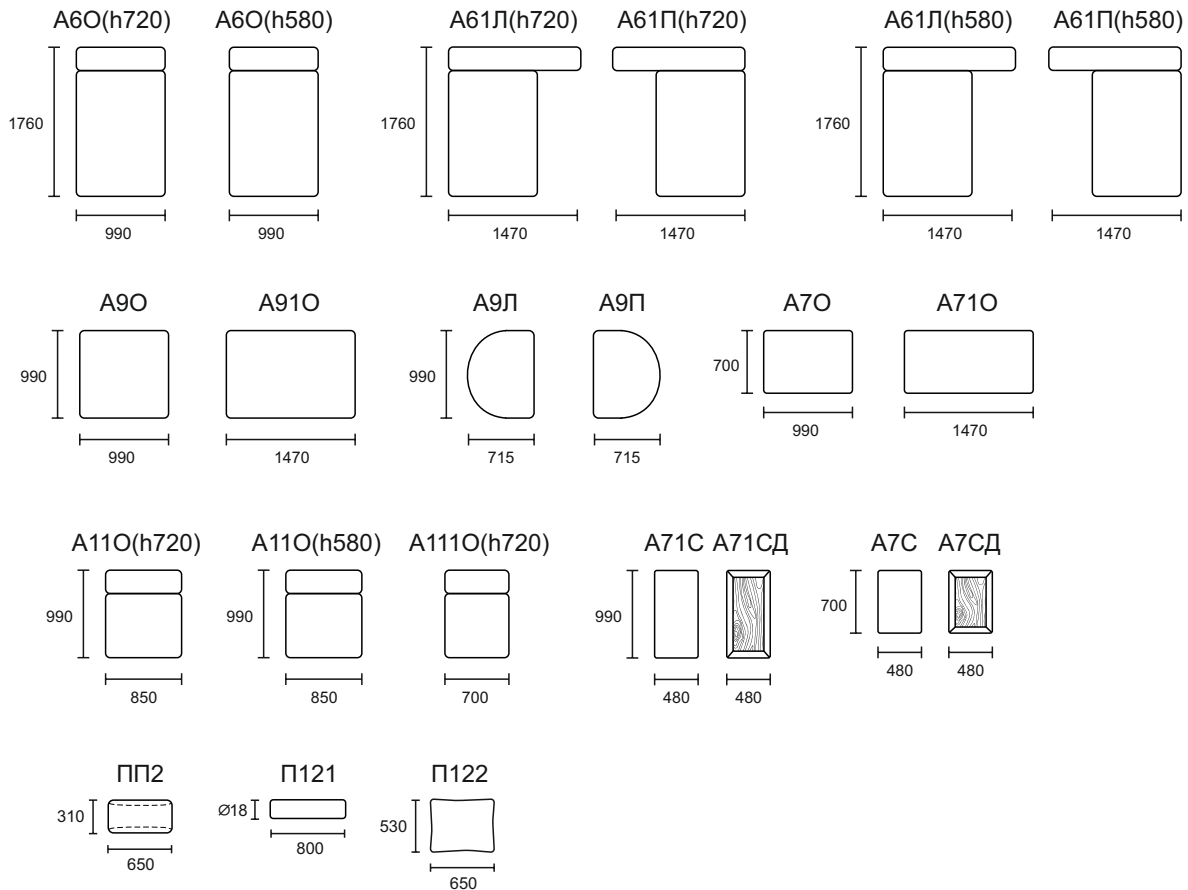 А6О(h720) А6О(h580) А61Л(h720) А61П(h720) А61Л(h580) А61П(h580)
1760 1760 1760
990 990 1470 1470 1470 1470
А9О А91О А9Л А9П А7О А71О
990 990 700
990 1470 715 715 990 1470
А11О(h720) А11О(h580) А111О(h720) А71С А71СД А7С А7СД
990 990 990 700
850 850 700 480 480 480 480
ПП2 П121 П122
310 Ø18 530
650 800 650